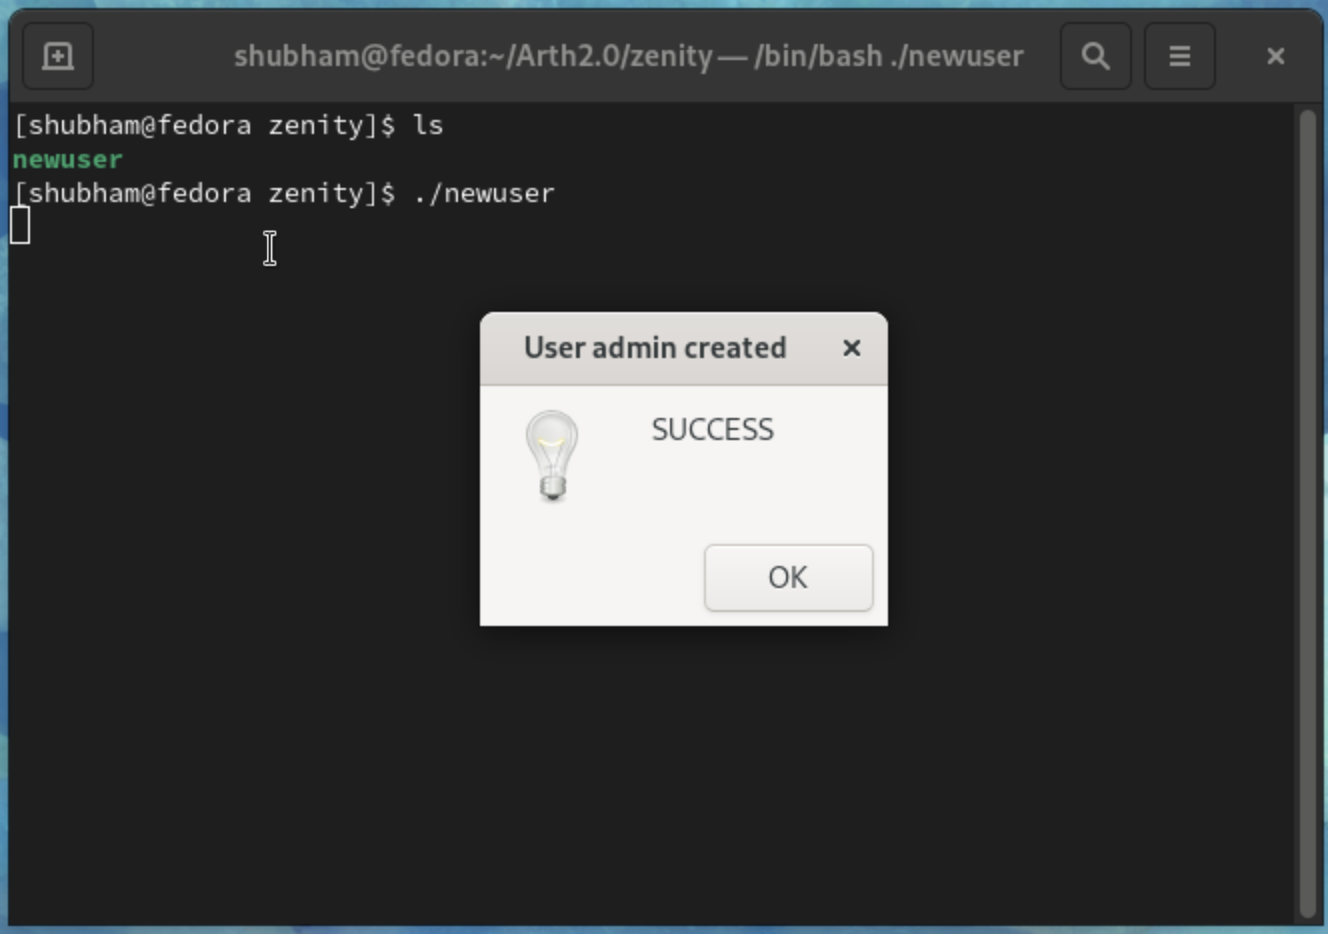 shubham@fedora:~/Arth2.0/zenity — /bin/bash ./newuser
[shubham@fedora zenity]$ ls
newuser
[shubham@fedora zenity]$ ./newuser
User admin created
SUCCESS
OK